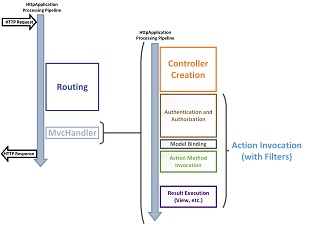 HttpApplication
Processing Pipeline
HTTP Request
Routing
MvcHandler
HTTP Response
HttpApplication
Processing Pipeline
Controller
Creation
Authentication and
Authorization
Model Binding
Action Method
Invocation
Result Execution
(View, etc.)
Action Invocation
(with Filters)